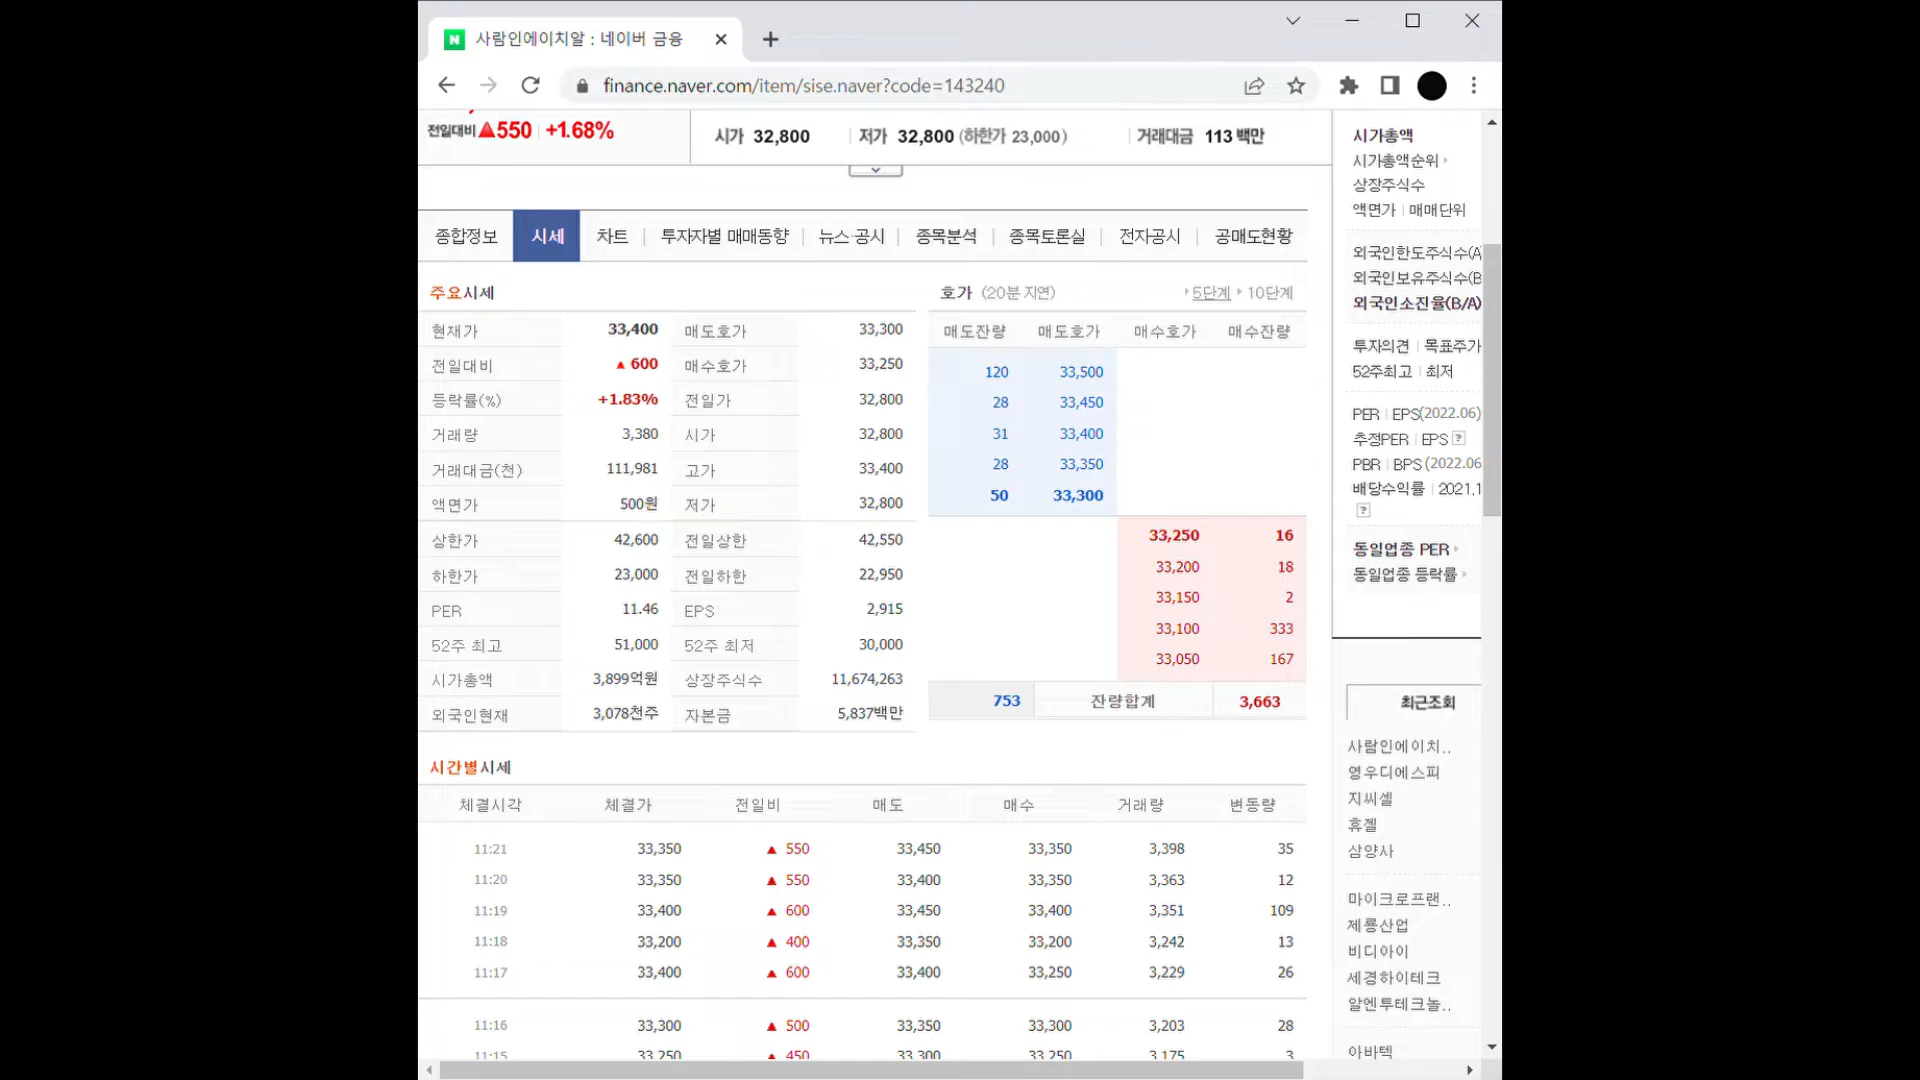 사람인에이치알 : 네이버 금융
finance.naver.com/item/sise.naver?code=143240
전일대비 ▲550 +1.68%
시가 32,800 저가 32,800 (하한가 23,000) 거래대금 113 백만
종합정보 시세 차트 투자자별 매매동향 뉴스·공시 종목분석 종목토론실 전자공시 공매도현황
주요시세
현재가 33,400 매도호가 33,300
전일대비 ▲ 600 매수호가 33,250
등락률(%) +1.83% 전일가 32,800
거래량 3,380 시가 32,800
거래대금(천) 111,981 고가 33,400
액면가 500원 저가 32,800
상한가 42,600 전일상한 42,550
하한가 23,000 전일하한 22,950
PER 11.46 EPS 2,915
52주 최고 51,000 52주 최저 30,000
시가총액 3,899억원 상장주식수 11,674,263
외국인현재 3,078천주 자본금 5,837백만
호가 (20분 지연) 5단계 10단계
매도잔량 매도호가 매수호가 매수잔량
120 33,500
28 33,450
31 33,400
28 33,350
50 33,300
33,250 16
33,200 18
33,150 2
33,100 333
33,050 167
753 잔량합계 3,663
시간별시세
체결시각 체결가 전일비 매도 매수 거래량 변동량
11:21 33,350 ▲ 550 33,450 33,350 3,398 35
11:20 33,350 ▲ 550 33,400 33,350 3,363 12
11:19 33,400 ▲ 600 33,450 33,400 3,351 109
11:18 33,200 ▲ 400 33,350 33,200 3,242 13
11:17 33,400 ▲ 600 33,400 33,250 3,229 26
11:16 33,300 ▲ 500 33,350 33,300 3,203 28
11:15 33,250 ▲ 450 33,300 33,250 3,175 3
시가총액
시가총액순위
상장주식수
액면가 매매단위
외국인한도주식수(A
외국인보유주식수(B
외국인소진율(B/A)
투자의견 목표주가
52주최고 최저
PER EPS(2022.06)
추정PER EPS ?
PBR BPS (2022.06
배당수익률 2021.1
?
동일업종 PER
동일업종 등락률
최근조회
사람인에이치..
영우디에스피
지씨셀
휴젤
삼양사
마이크로프랜..
제룡산업
비디아이
세경하이테크
알엔투테크놀..
아바텍